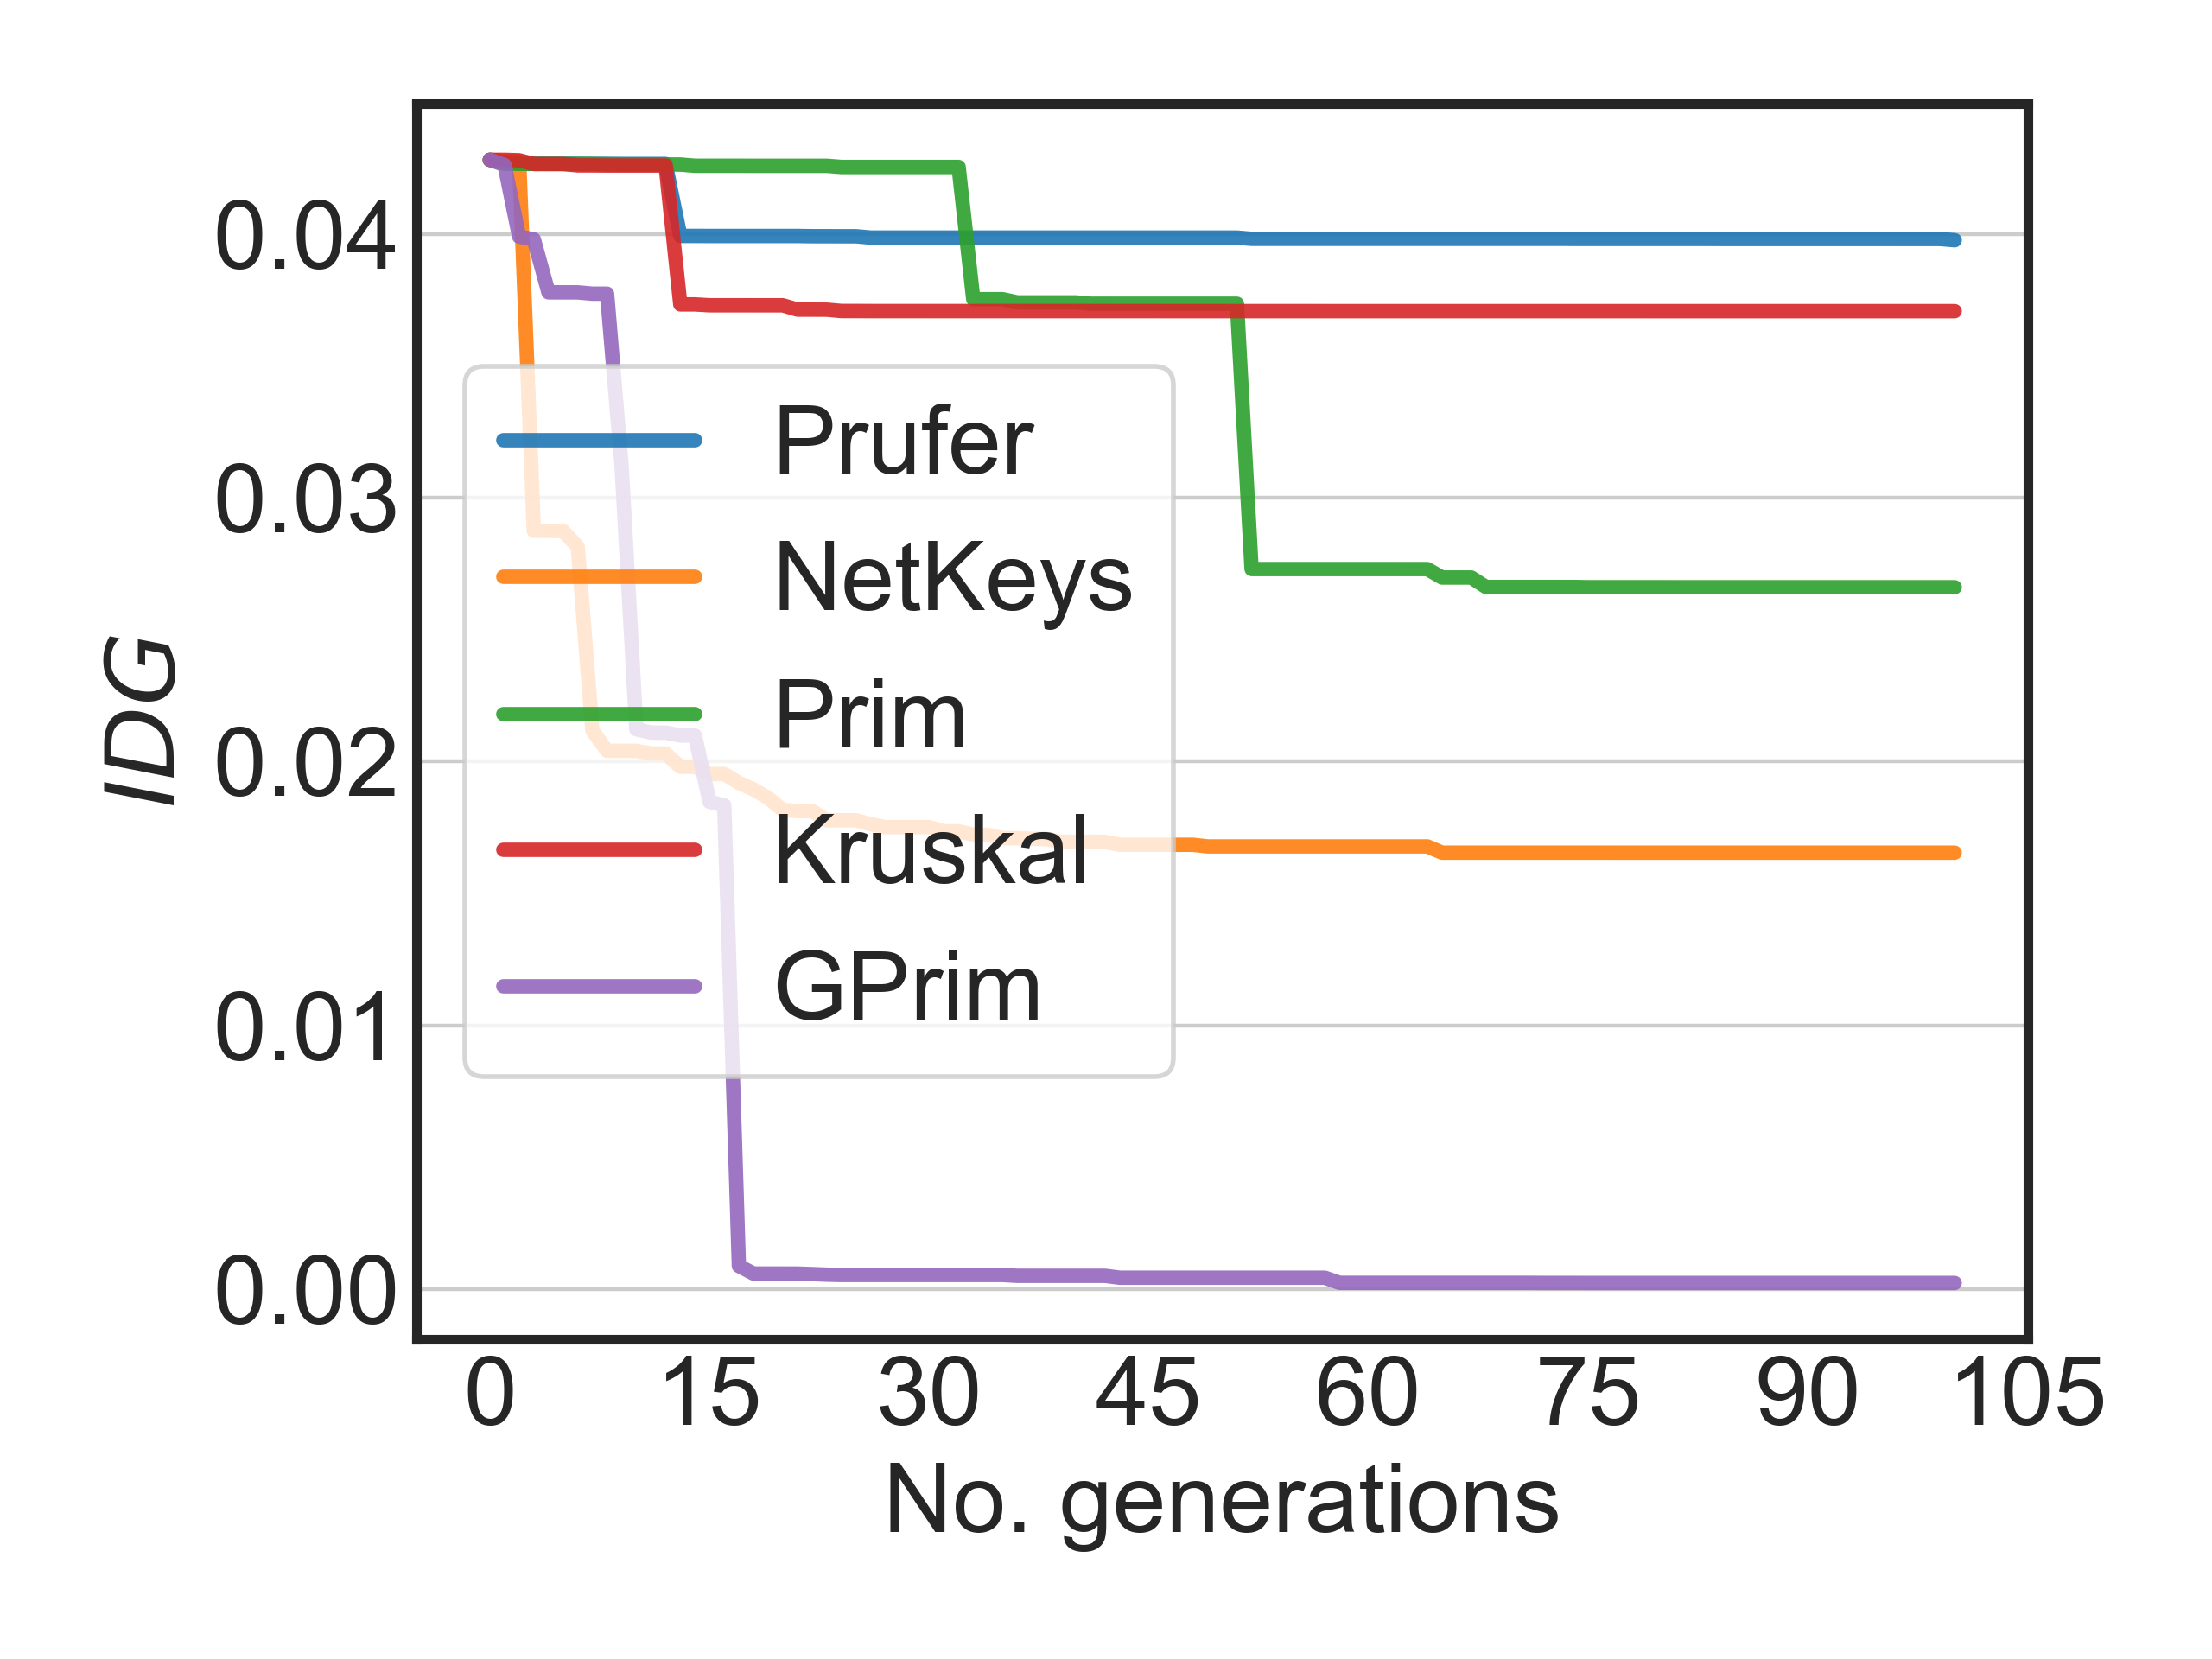 IDG
0.04
0.03
0.02
0.01
0.00
Prufer
NetKeys
Prim
Kruskal
GPrim
0 15 30 45 60 75 90 105
No. generations